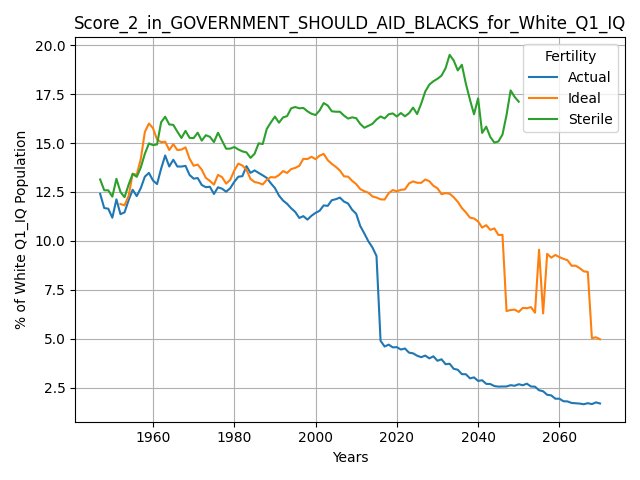 Score_2_in_GOVERNMENT_SHOULD_AID_BLACKS_for_White_Q1_IQ
Fertility
Actual
Ideal
Sterile
% of White Q1_IQ Population
20.0
17.5
15.0
12.5
10.0
7.5
5.0
2.5
1960 1980 2000 2020 2040 2060
Years